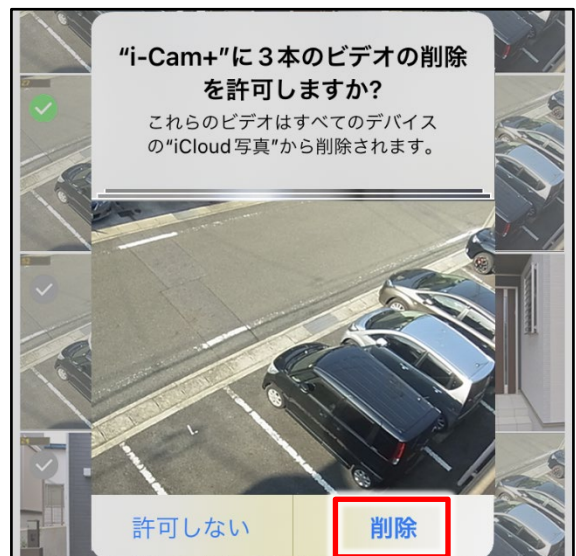 “i-Cam+”に3本のビデオの削除
を許可しますか?
これらのビデオはすべてのデバイス
の“iCloud写真”から削除されます。
許可しない
削除